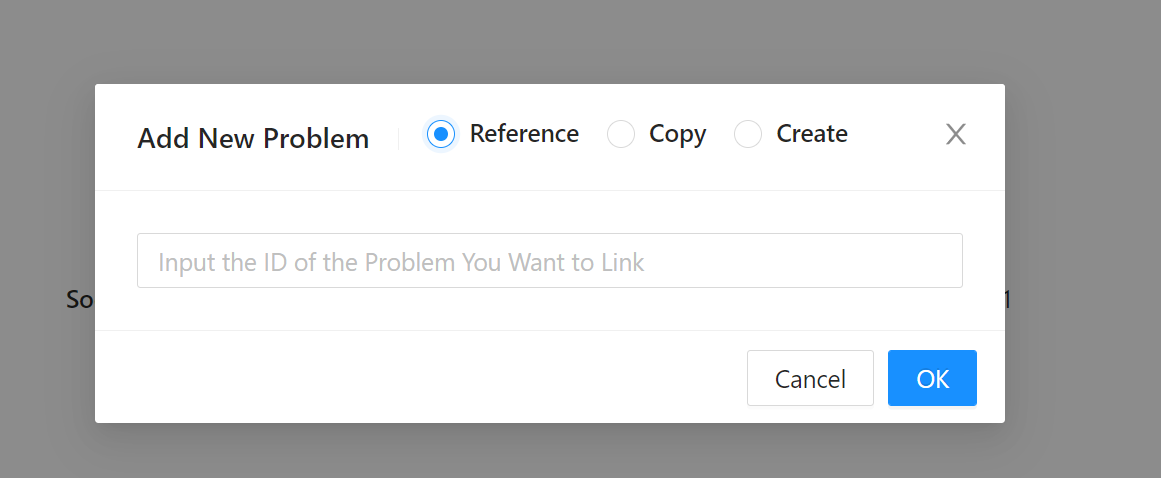 Add New Problem Reference Copy Create
Input the ID of the Problem You Want to Link
So 1
Cancel OK